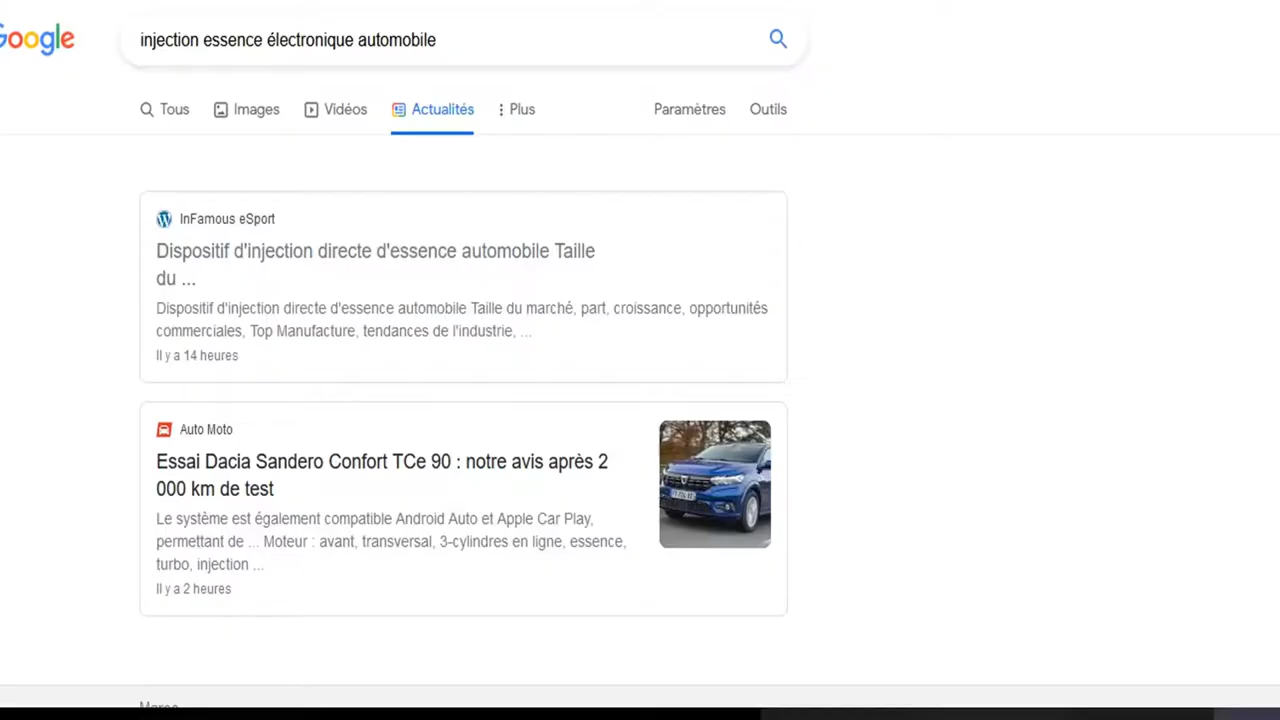 Google
injection essence électronique automobile
Tous Images Vidéos Actualités Plus Paramètres Outils
InFamous eSport
Dispositif d'injection directe d'essence automobile Taille
du ...
Dispositif d'injection directe d'essence automobile Taille du marché, part, croissance, opportunités
commerciales, Top Manufacture, tendances de l'industrie, ...
Il y a 14 heures
Auto Moto
Essai Dacia Sandero Confort TCe 90 : notre avis après 2
000 km de test
Le système est également compatible Android Auto et Apple Car Play,
permettant de ... Moteur : avant, transversal, 3-cylindres en ligne, essence,
turbo, injection ...
Il y a 2 heures
Maroc